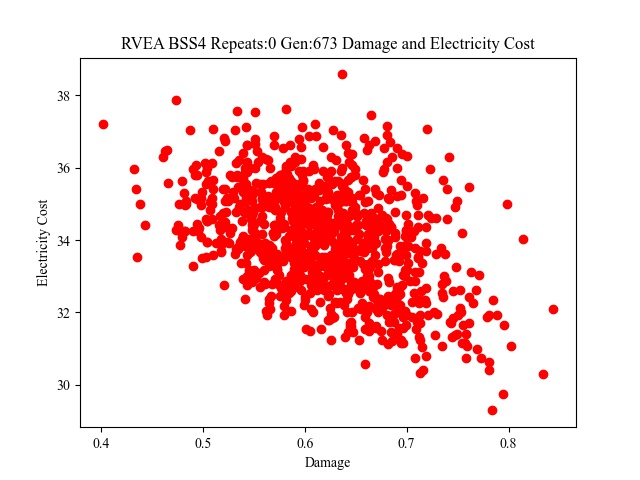 RVEA BSS4 Repeats:0 Gen:673 Damage and Electricity Cost
38
36
34
32
30
Electricity Cost
0.4 0.5 0.6 0.7 0.8
Damage